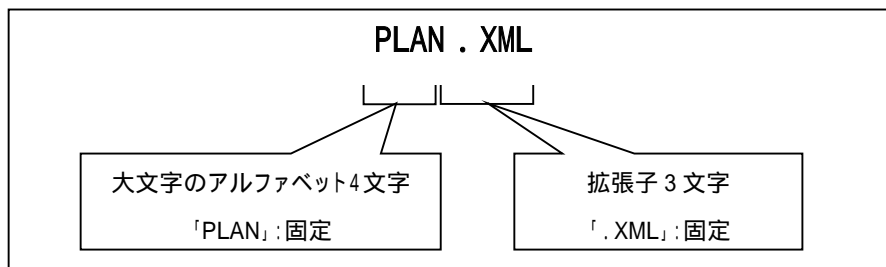 PLAN．XML
大文字のアルファベット4文字
「PLAN」：固定
拡張子３文字
「．XML」：固定